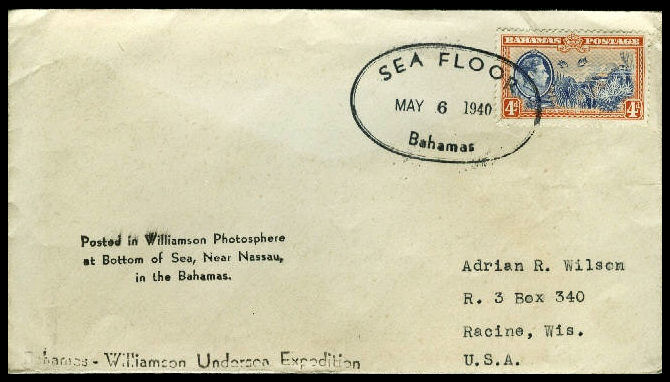 BAHAMAS POSTAGE
4d 4d
SEA FLOOR
MAY 6 1940
Bahamas
Posted in Williamson Photosphere
at Bottom of Sea, Near Nassau,
in the Bahamas.
Adrian R. Wilson
R. 3 Box 340
Racine, Wis.
U.S.A.
Bahamas - Williamson Undersea Expedition